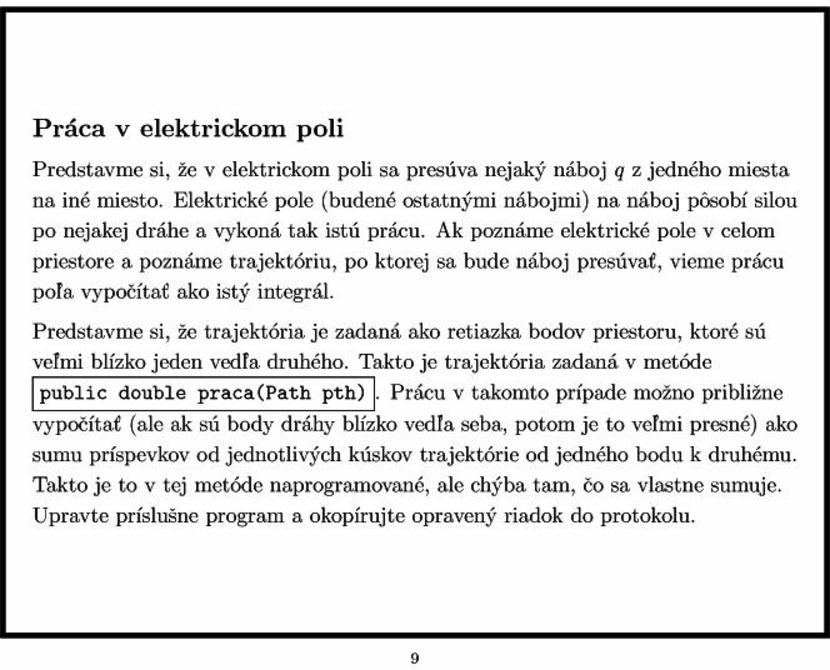 Práca v elektrickom poli
Predstavme si, že v elektrickom poli sa presúva nejaký náboj q z jedného miesta
na iné miesto. Elektrické pole (budené ostatnými nábojmi) na náboj pôsobí silou
po nejakej dráhe a vykoná tak istú prácu. Ak poznáme elektrické pole v celom
priestore a poznáme trajektóriu, po ktorej sa bude náboj presúvať, vieme prácu
poľa vypočítať ako istý integrál.
Predstavme si, že trajektória je zadaná ako retiazka bodov priestoru, ktoré sú
veľmi blízko jeden vedľa druhého. Takto je trajektória zadaná v metóde
public double praca(Path pth). Prácu v takomto prípade možno približne
vypočítať (ale ak sú body dráhy blízko vedľa seba, potom je to veľmi presné) ako
sumu príspevkov od jednotlivých kúskov trajektórie od jedného bodu k druhému.
Takto je to v tej metóde naprogramované, ale chýba tam, čo sa vlastne sumuje.
Upravte príslušne program a okopírujte opravený riadok do protokolu.
9